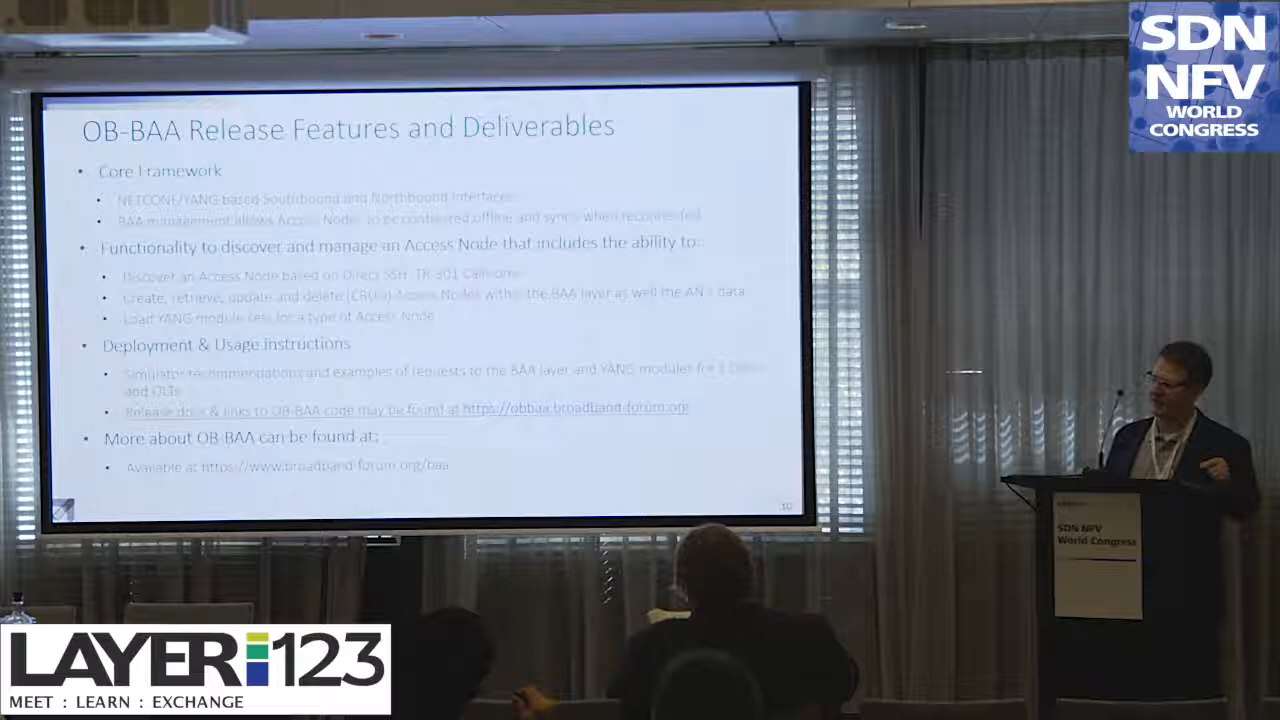 SDN
NFV
WORLD
CONGRESS
OB-BAA Release Features and Deliverables
• Core Framework
• NETCONF/YANG based Southbound and Northbound Interfaces
• BAA management allows Access Nodes to be configured offline and synch when reconnected
• Functionality to discover and manage an Access Node that includes the ability to:
• Discover an Access Node based on Direct SSH, TR-301 Callhome
• Create, retrieve, update and delete (CRUD) Access Nodes within the BAA layer as well the AN's data
• Load YANG module sets for a type of Access Node
• Deployment & Usage instructions
• Simulator recommendations and examples of requests to the BAA layer and YANG modules for
and OLTs
• Release docs & links to OB-BAA code may be found at https://obbaa.broadband-forum.org
• More about OB-BAA can be found at:
• Available at https://www.broadband-forum.org/baa
10
SDN NFV
World Congress
LAYER 123
MEET : LEARN : EXCHANGE